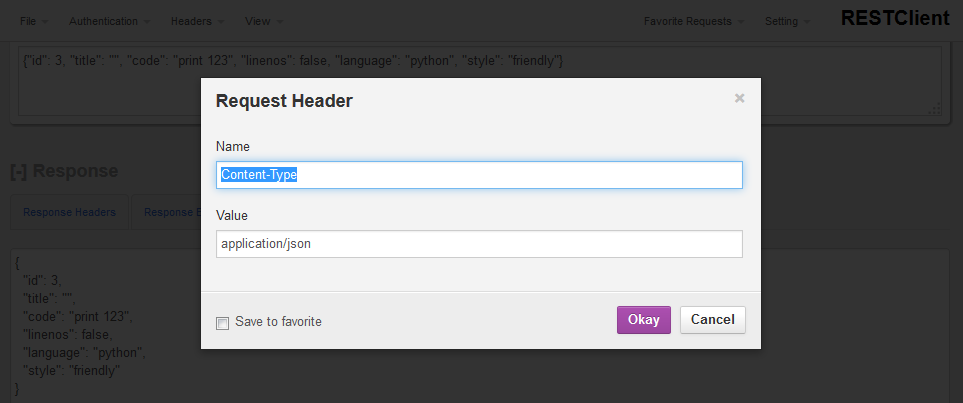 File Authentication Headers View Favorite Requests Setting RESTClient
{"id": 3, "title": "", "code": "print 123", "linenos": false, "language": "python", "style": "friendly"}
Request Header ×
Name
Content-Type
[-] Response
Value
Response Headers Response B
application/json
{
"id": 3,
"title": "",
"code": "print 123",
"linenos": false,
"language": "python",
"style": "friendly"
}
Save to favorite Okay Cancel